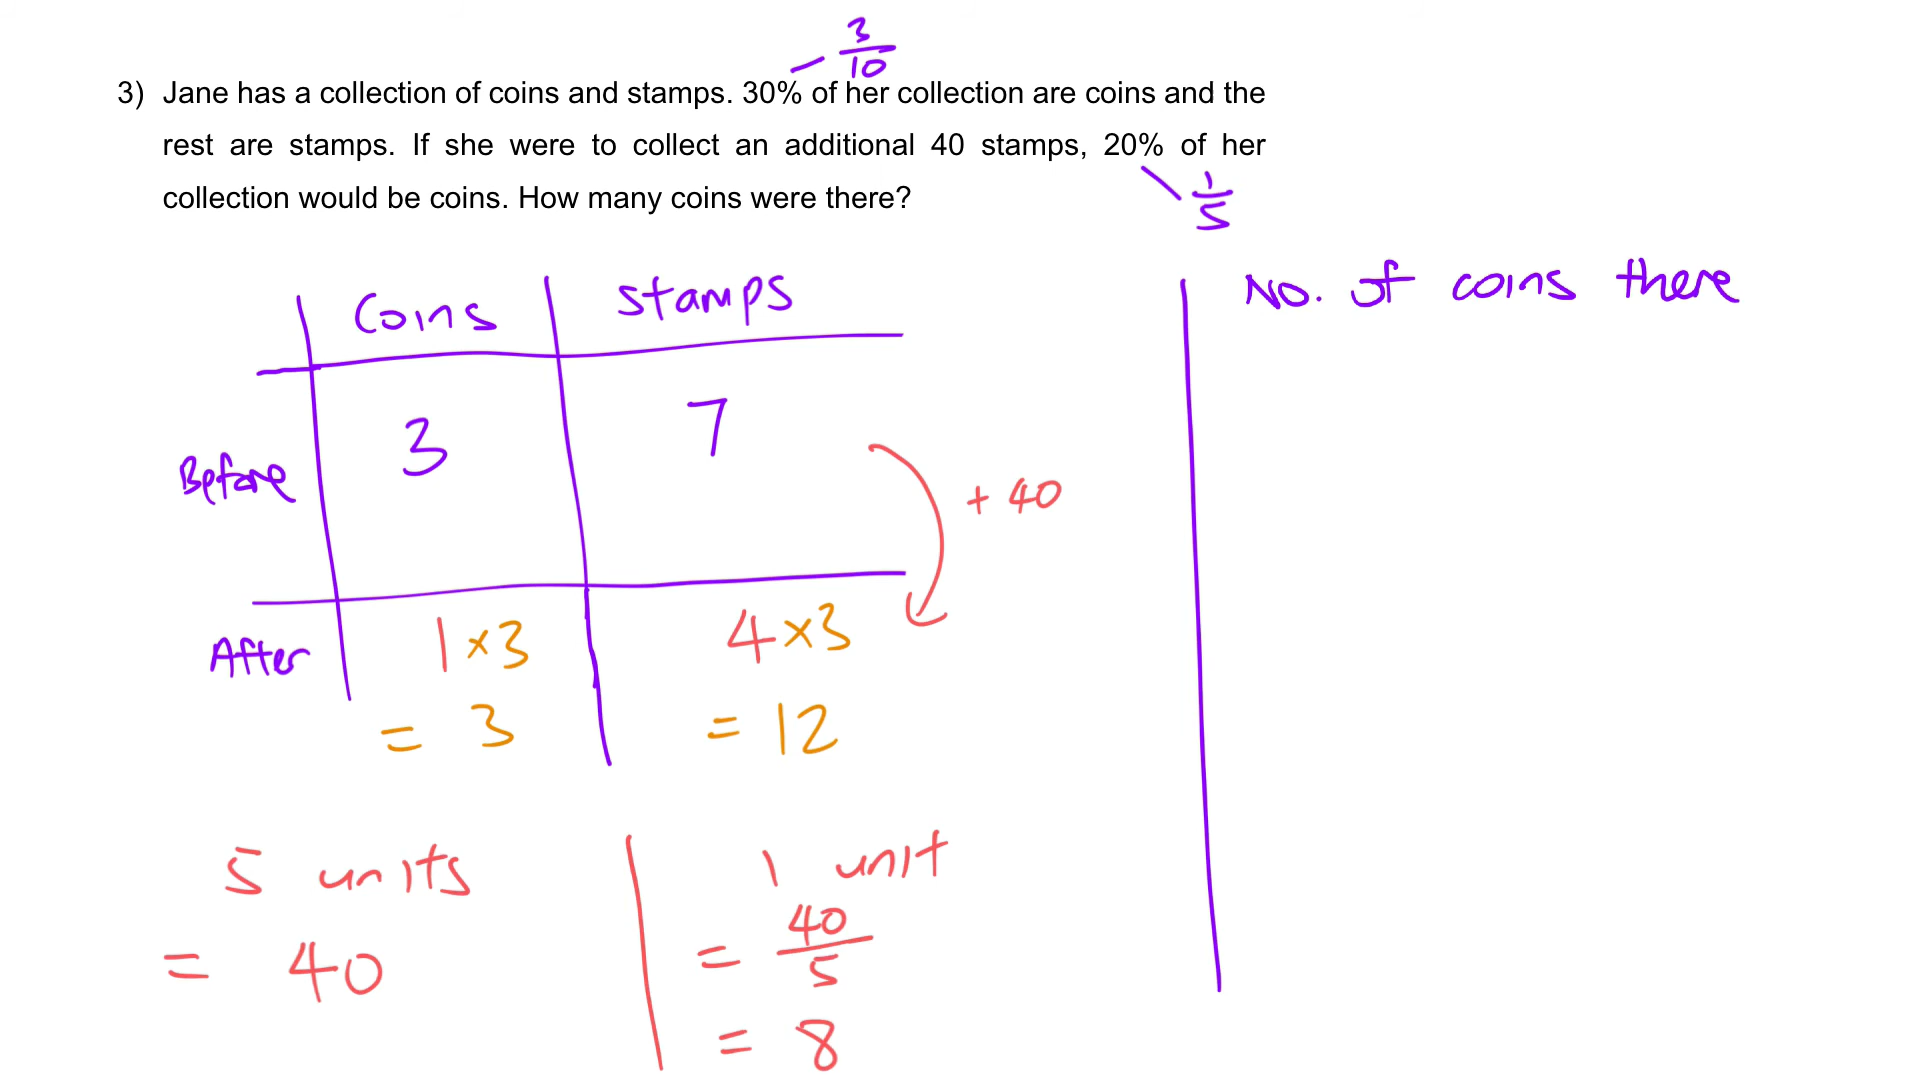 3/10
3) Jane has a collection of coins and stamps. 30% of her collection are coins and the
rest are stamps. If she were to collect an additional 40 stamps, 20% of her
collection would be coins. How many coins were there?
1/5
Coins stamps
Before 3 7
+ 40
After 1 × 3 4 × 3
= 3 = 12
5 units
= 40
1 unit
= 40/5
= 8
No. of coins there